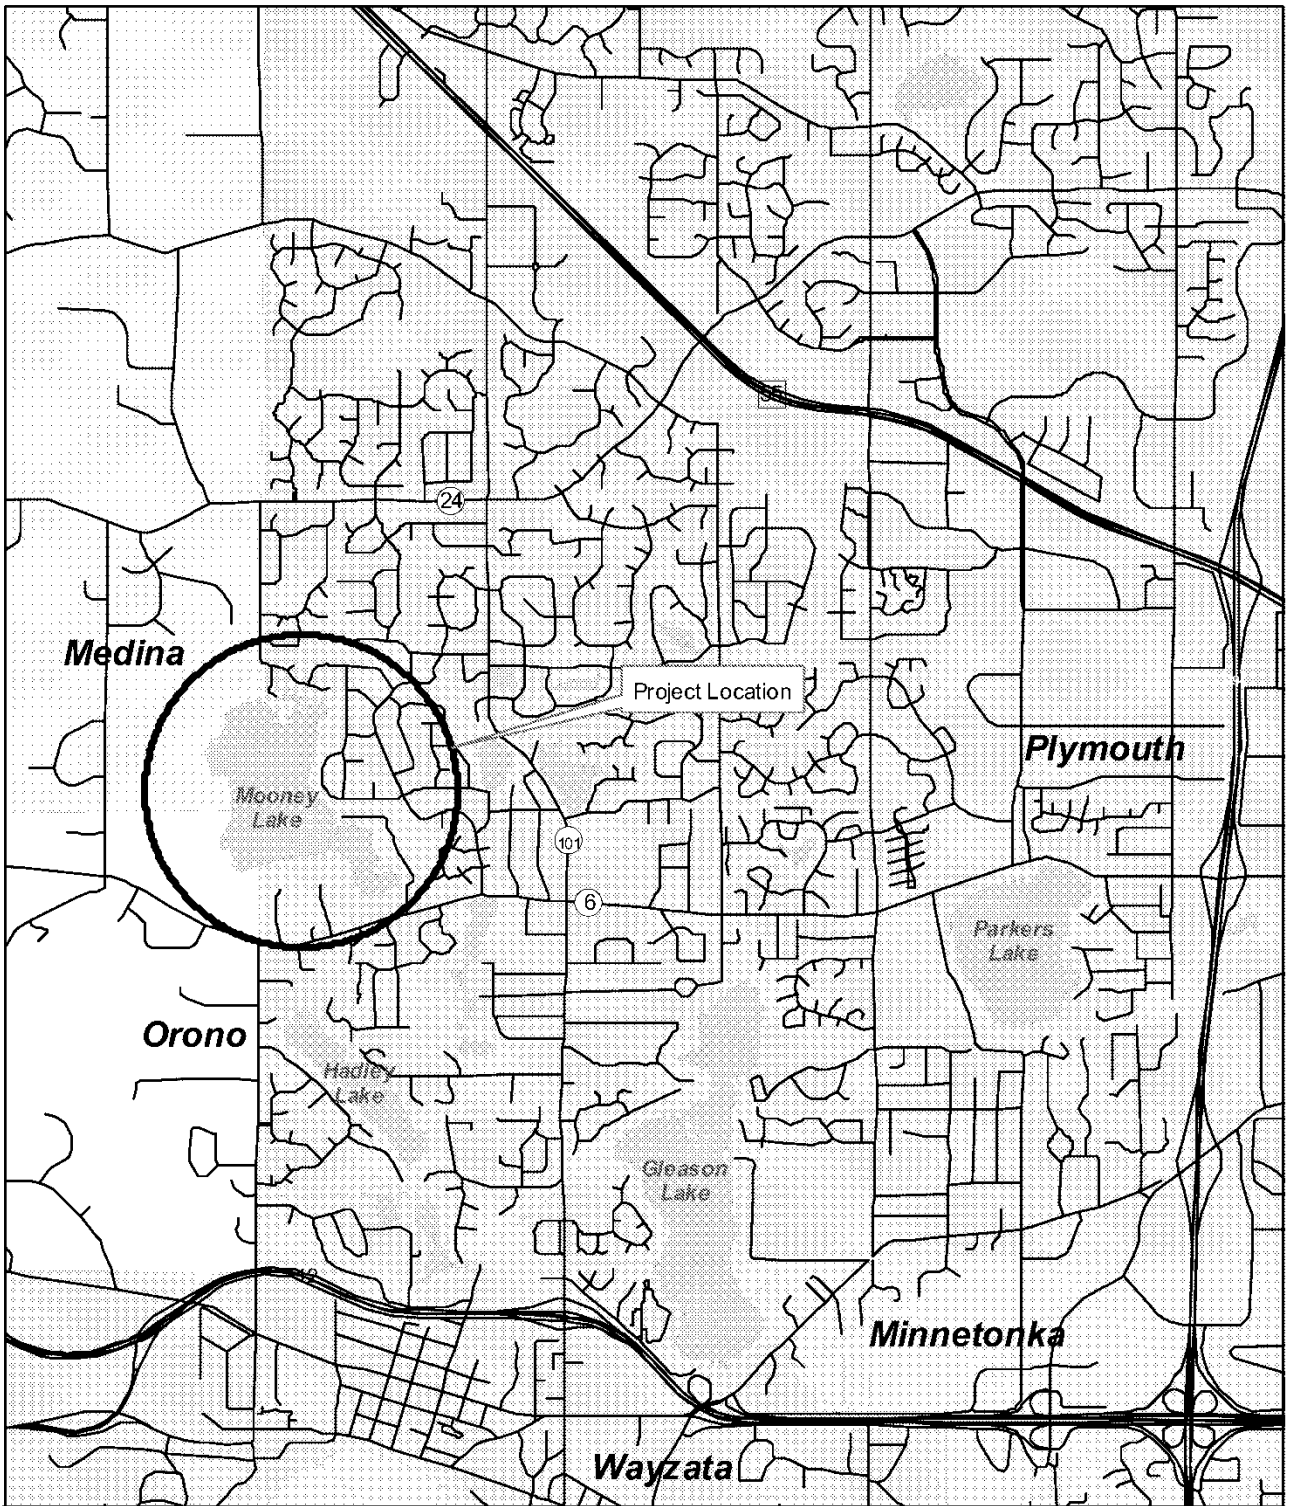 55
24
Medina
Project Location
Plymouth
Mooney
Lake
101
6
Parkers
Lake
Orono
Hadley
Lake
Gleason
Lake
12
Minnetonka
Wayzata